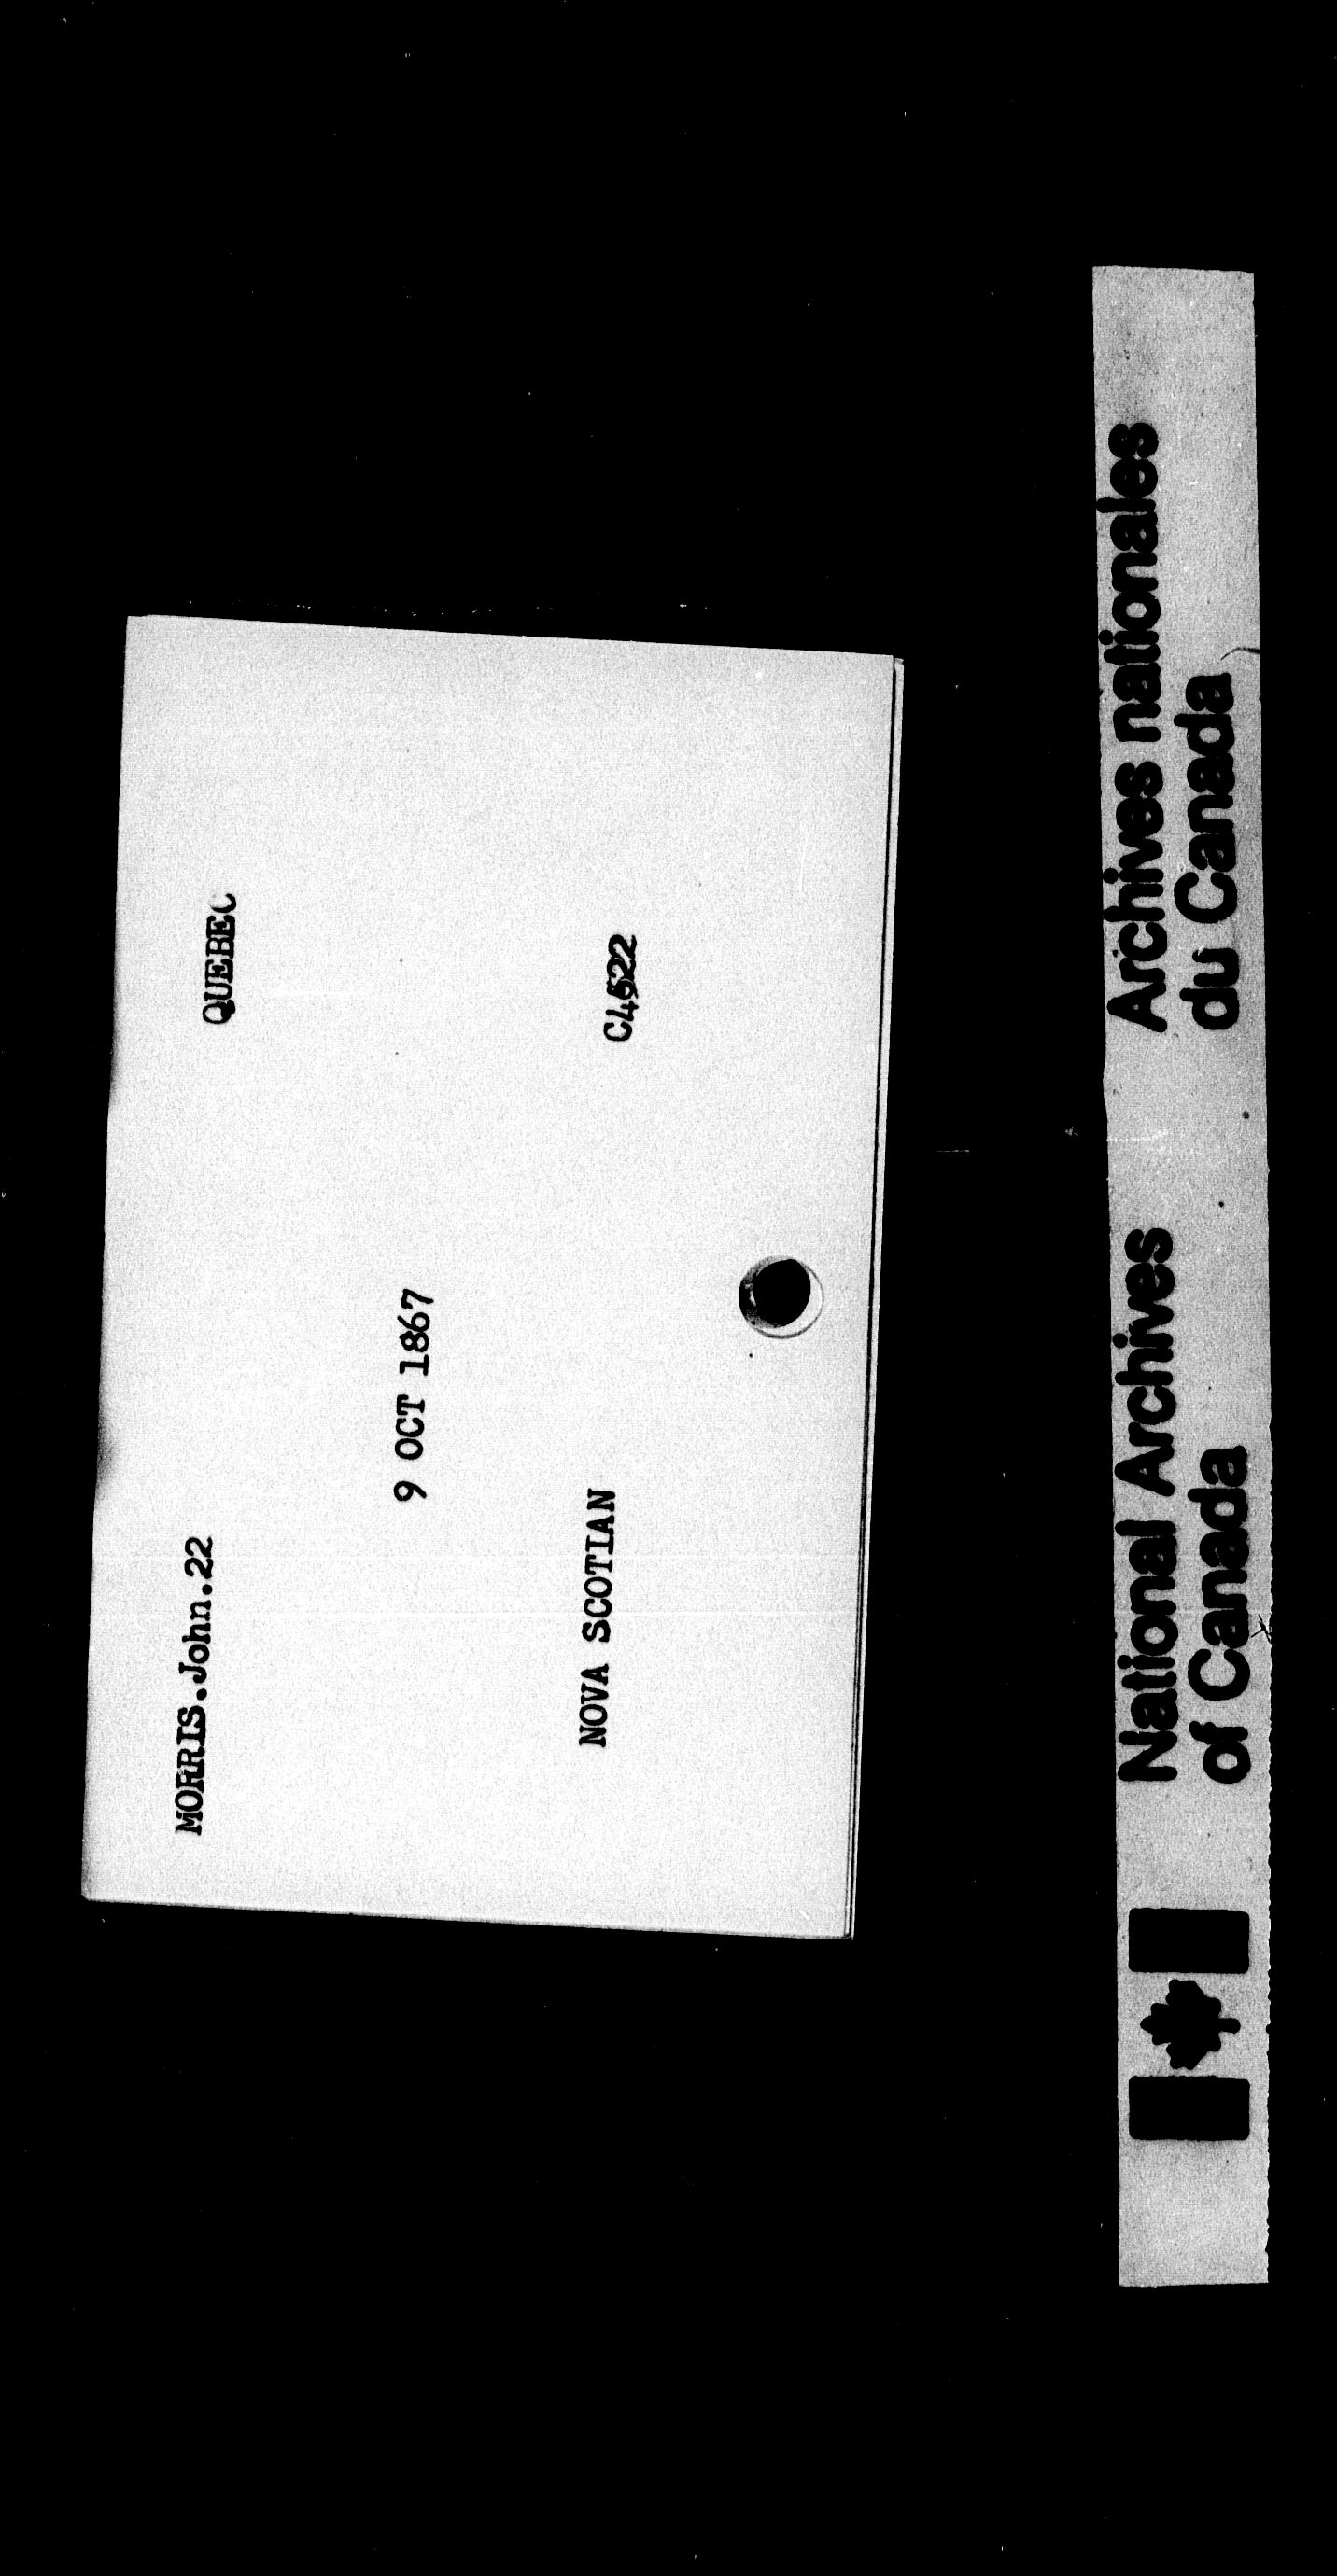 MORRIS.John.22 QUEBEC
9 OCT 1867
NOVA SCOTIAN C4522
National Archives
of Canada
Archives nationales
du Canada